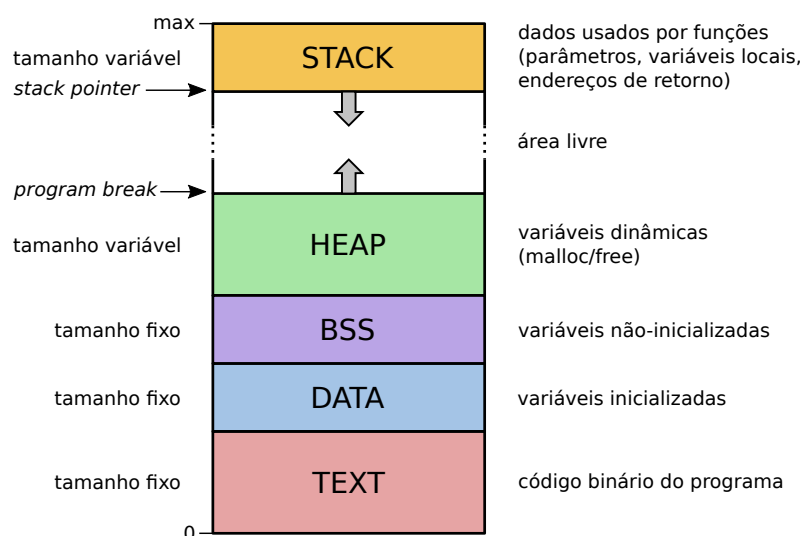 max
STACK
tamanho variável
stack pointer
dados usados por funções
(parâmetros, variáveis locais,
endereços de retorno)
área livre
program break
HEAP
tamanho variável
variáveis dinâmicas
(malloc/free)
tamanho fixo
BSS
variáveis não-inicializadas
tamanho fixo
DATA
variáveis inicializadas
tamanho fixo
TEXT
código binário do programa
0